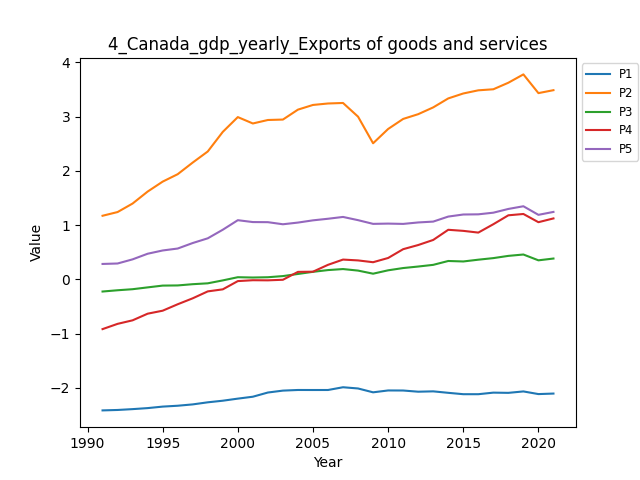 4_Canada_gdp_yearly_Exports of goods and services
P1
P2
P3
P4
P5
Value
4
3
2
1
0
−1
−2
1990 1995 2000 2005 2010 2015 2020
Year